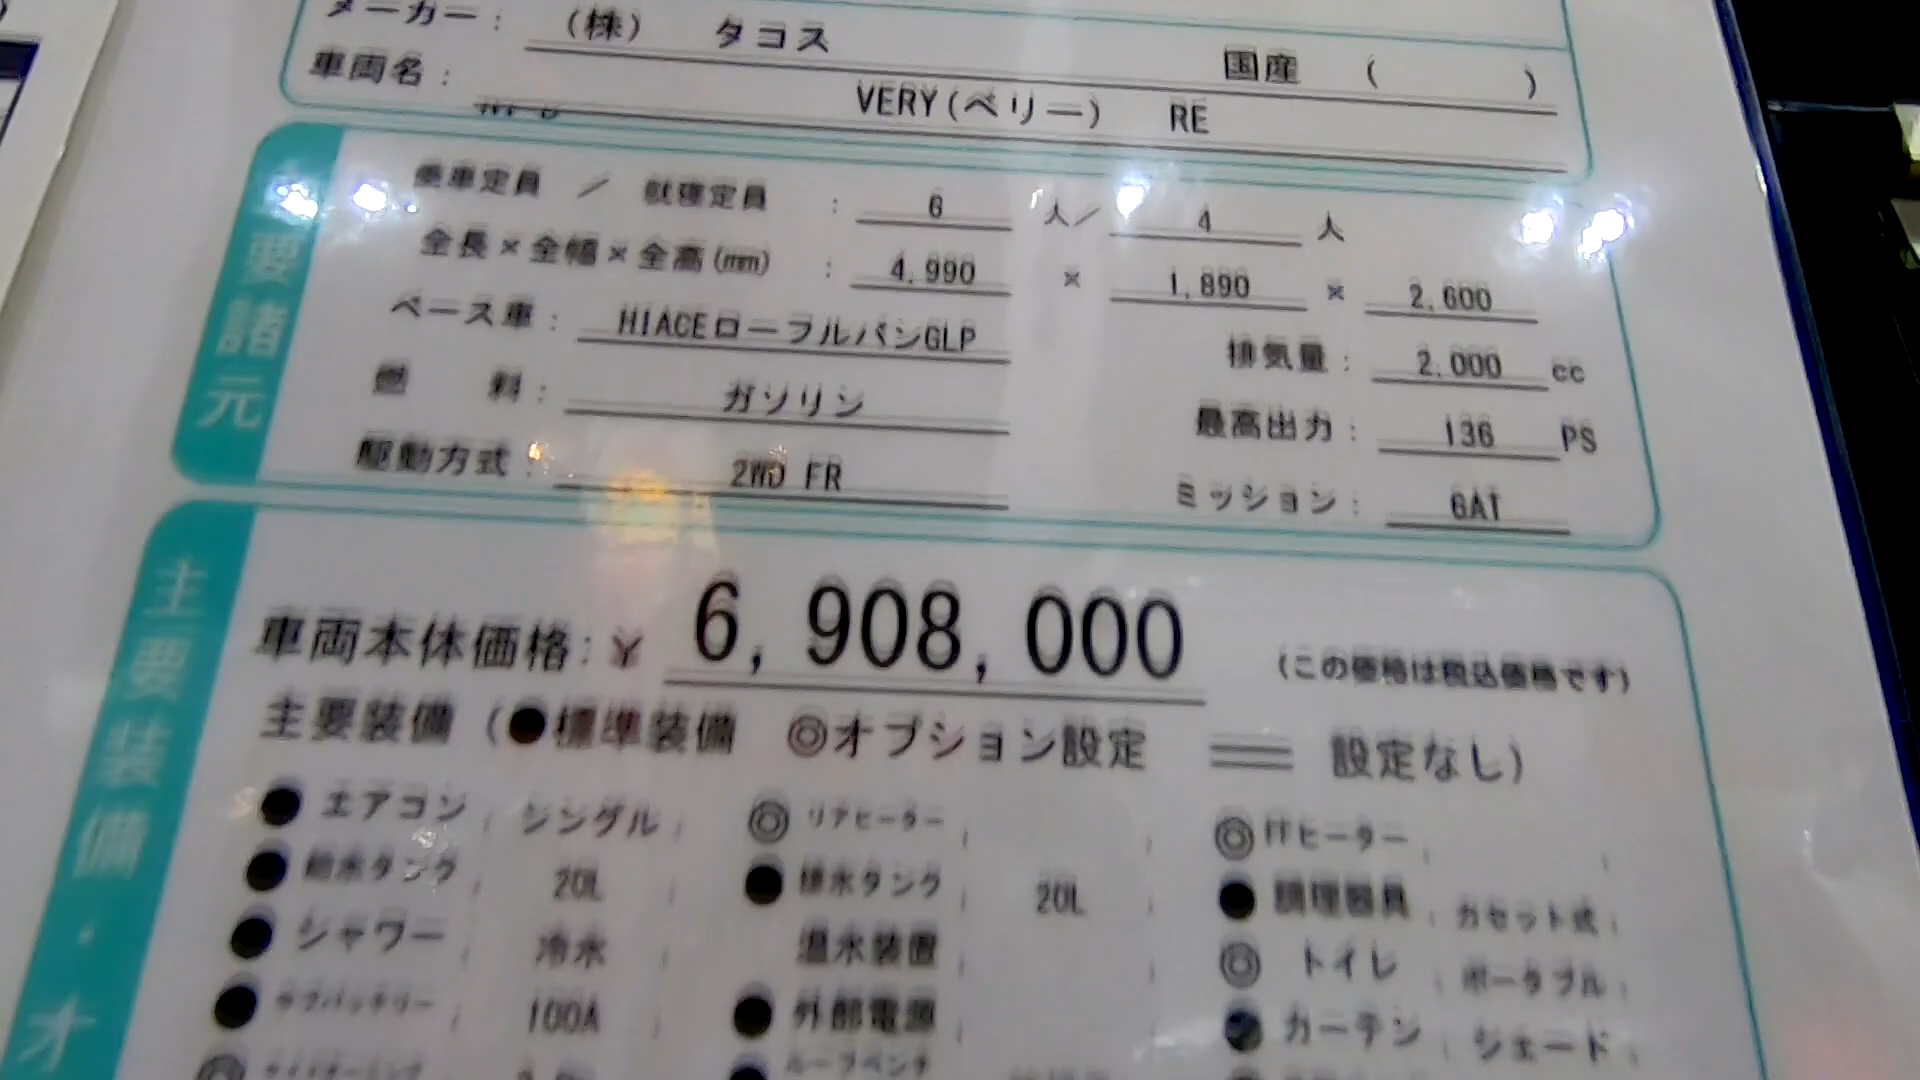 メーカー : (株) タコス 国産 ( )
車両名 : VERY(ベリー) RE
主要諸元
乗車定員 / 就寝定員 : 6 人/ 4 人
全長×全幅×全高(mm) : 4,990 × 1,890 × 2,600
ベース車 : HIACEローフルバンGLP 排気量 : 2,000 cc
燃 料 : ガソリン 最高出力 : 136 PS
駆動方式 : 2WD FR ミッション : 6AT
主要装備・オ
車両本体価格: ¥ 6,908,000 (この価格は税込価格です)
主要装備 (●標準装備 ◎オプション設定 ══ 設定なし)
● エアコン ; シングル ; ◎ リアヒーター ; ; ◎ FFヒーター ; ;
● 給水タンク ; 20L ; ● 排水タンク ; 20L ; ● 調理器具 ; カセット式 ;
● シャワー ; 冷水 ; 温水装置 ; ; ◎ トイレ ; ポータブル ;
● サブバッテリー ; 100A ; ● 外部電源 ; ● カーテン ; シェード ;
● ルーフベンチ